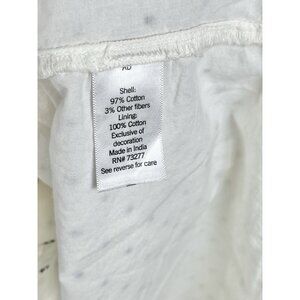 AD
Shell:
97% Cotton
3% Other fibers
Lining:
100% Cotton
Exclusive of
decoration
Made in India
RN# 73277
See reverse for care